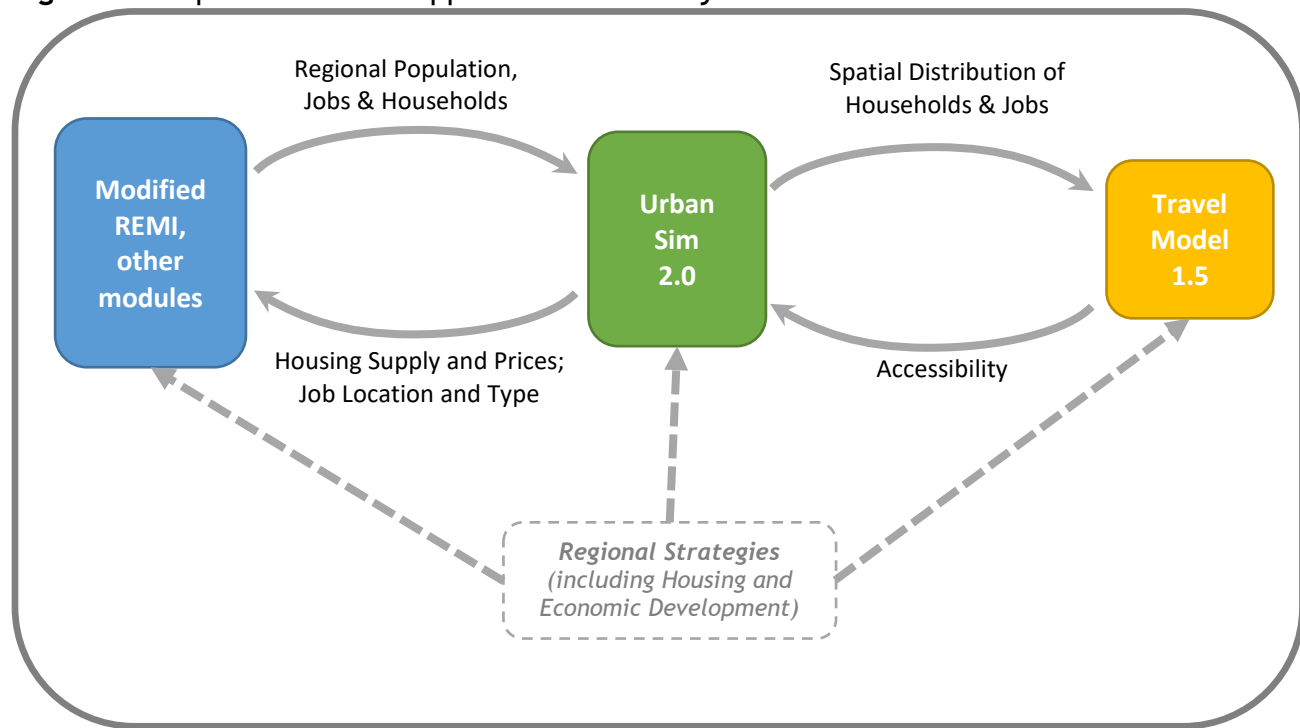 Regional Population,
Jobs & Households
Spatial Distribution of
Households & Jobs
Modified
REMI,
other
modules
Urban
Sim
2.0
Travel
Model
1.5
Housing Supply and Prices;
Job Location and Type
Accessibility
Regional Strategies
(including Housing and
Economic Development)